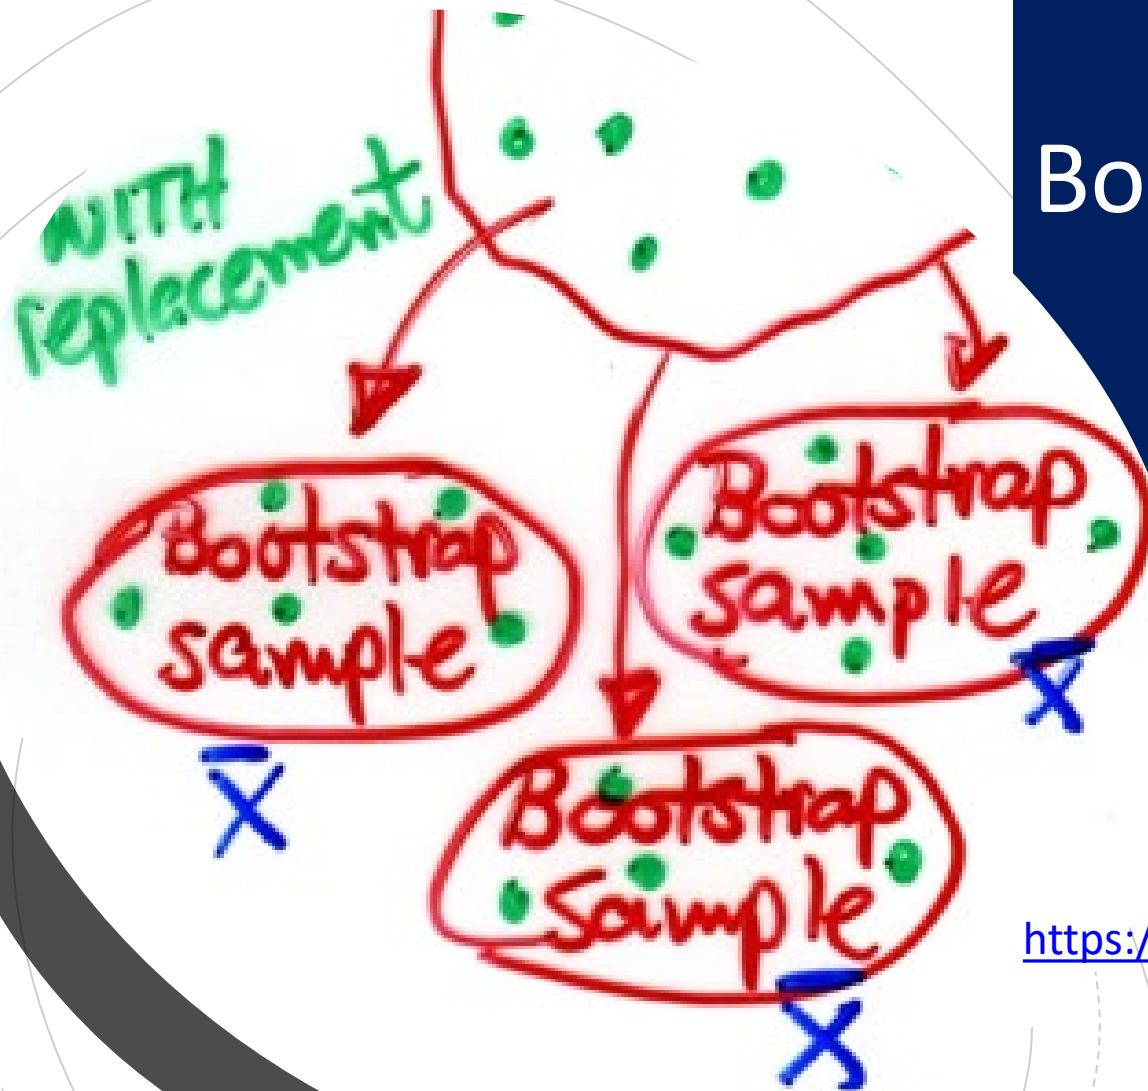 WITH
replacement
Bo
Bootstrap
sample
X̄
Bootstrap
sample
X̄
Bootstrap
Sample
X̄
https:/